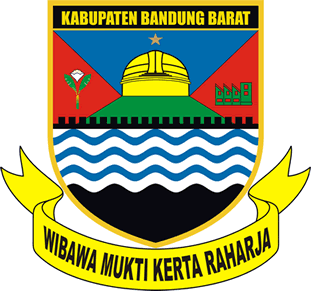 KABUPATEN BANDUNG BARAT
WIBAWA MUKTI KERTA RAHARJA